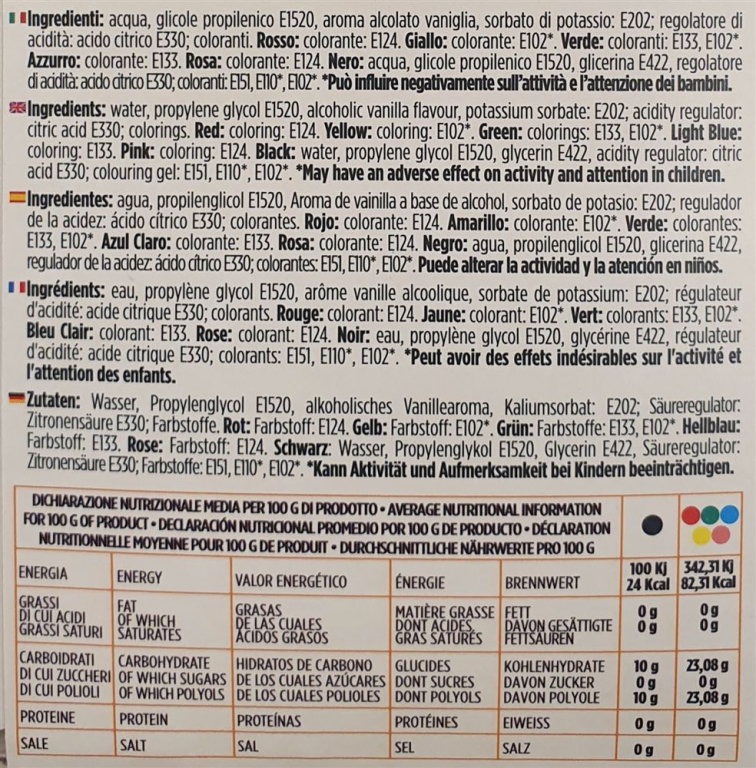 Ingredienti: acqua, glicole propilenico E1520, aroma alcolato vaniglia, sorbato di potassio: E202; regolatore di
acidità: acido citrico E330; coloranti. Rosso: colorante: E124. Giallo: colorante: E102*. Verde: coloranti: E133, E102*.
Azzurro: colorante: E133. Rosa: colorante: E124. Nero: acqua, glicole propilenico E1520, glicerina E422, regolatore
di acidità: acido citrico E330; coloranti: E151, E110*, E102*. *Può influire negativamente sull'attività e l'attenzione dei bambini.
Ingredients: water, propylene glycol E1520, alcoholic vanilla flavour, potassium sorbate: E202; acidity regulator:
citric acid E330; colorings. Red: coloring: E124. Yellow: coloring: E102*. Green: colorings: E133, E102*. Light Blue:
coloring: E133. Pink: coloring: E124. Black: water, propylene glycol E1520, glycerin E422, acidity regulator: citric
acid E330; colouring gel: E151, E110*, E102*. *May have an adverse effect on activity and attention in children.
Ingredientes: agua, propilenglicol E1520, Aroma de vainilla a base de alcohol, sorbato de potasio: E202; regulador
de la acidez: ácido cítrico E330; colorantes. Rojo: colorante: E124. Amarillo: colorante: E102*. Verde: colorantes:
E133, E102*. Azul Claro: colorante: E133. Rosa: colorante: E124. Negro: agua, propilenglicol E1520, glicerina E422,
regulador de la acidez: ácido cítrico E330; colorantes: E151, E110*, E102*. Puede alterar la actividad y la atención en niños.
Ingrédients: eau, propylène glycol E1520, arôme vanille alcoolique, sorbate de potassium: E202; régulateur
d'acidité: acide citrique E330; colorants. Rouge: colorant: E124. Jaune: colorant: E102*. Vert: colorants: E133, E102*.
Bleu Clair: colorant: E133. Rose: colorant: E124. Noir: eau, propylène glycol E1520, glycérine E422, régulateur
d'acidité: acide citrique E330; colorants: E151, E110*, E102*. *Peut avoir des effets indésirables sur l'activité et
l'attention des enfants.
Zutaten: Wasser, Propylenglycol E1520, alkoholisches Vanillearoma, Kaliumsorbat: E202; Säureregulator:
Zitronensäure E330; Farbstoffe. Rot: Farbstoff: E124. Gelb: Farbstoff: E102*. Grün: Farbstoffe: E133, E102*. Hellblau:
Farbstoff: E133. Rose: Farbstoff: E124. Schwarz: Wasser, Propylenglykol E1520, Glycerin E422, Säureregulator:
Zitronensäure E330; Farbstoffe: E151, E110*, E102*. *Kann Aktivität und Aufmerksamkeit bei Kindern beeinträchtigen.
DICHIARAZIONE NUTRIZIONALE MEDIA PER 100 G DI PRODOTTO • AVERAGE NUTRITIONAL INFORMATION
FOR 100 G OF PRODUCT • DECLARACIÓN NUTRICIONAL PROMEDIO POR 100 G DE PRODUCTO • DÉCLARATION
NUTRITIONNELLE MOYENNE POUR 100 G DE PRODUIT • DURCHSCHNITTLICHE NÄHRWERTE PRO 100 G
ENERGIA ENERGY VALOR ENERGÉTICO ÉNERGIE BRENNWERT 100 KJ 342,31 KJ
24 Kcal 82,31 Kcal
GRASSI FAT GRASAS MATIÈRE GRASSE FETT 0 g 0 g
DI CUI ACIDI OF WHICH DE LAS CUALES DONT ACIDES DAVON GESÄTTIGTE 0 g 0 g
GRASSI SATURI SATURATES ACIDOS GRASOS GRAS SATURÉS FETTSÄUREN
CARBOIDRATI CARBOHYDRATE HIDRATOS DE CARBONO GLUCIDES KOHLENHYDRATE 10 g 23,08 g
DI CUI ZUCCHERI OF WHICH SUGARS DE LOS CUALES AZÚCARES DONT SUCRES DAVON ZUCKER 0 g 0 g
DI CUI POLIOLI OF WHICH POLYOLS DE LOS CUALES POLIOLES DONT POLYOLS DAVON POLYOLE 10 g 23,08 g
PROTEINE PROTEIN PROTEÍNAS PROTÉINES EIWEISS 0 g 0 g
SALE SALT SAL SEL SALZ 0 g 0 g